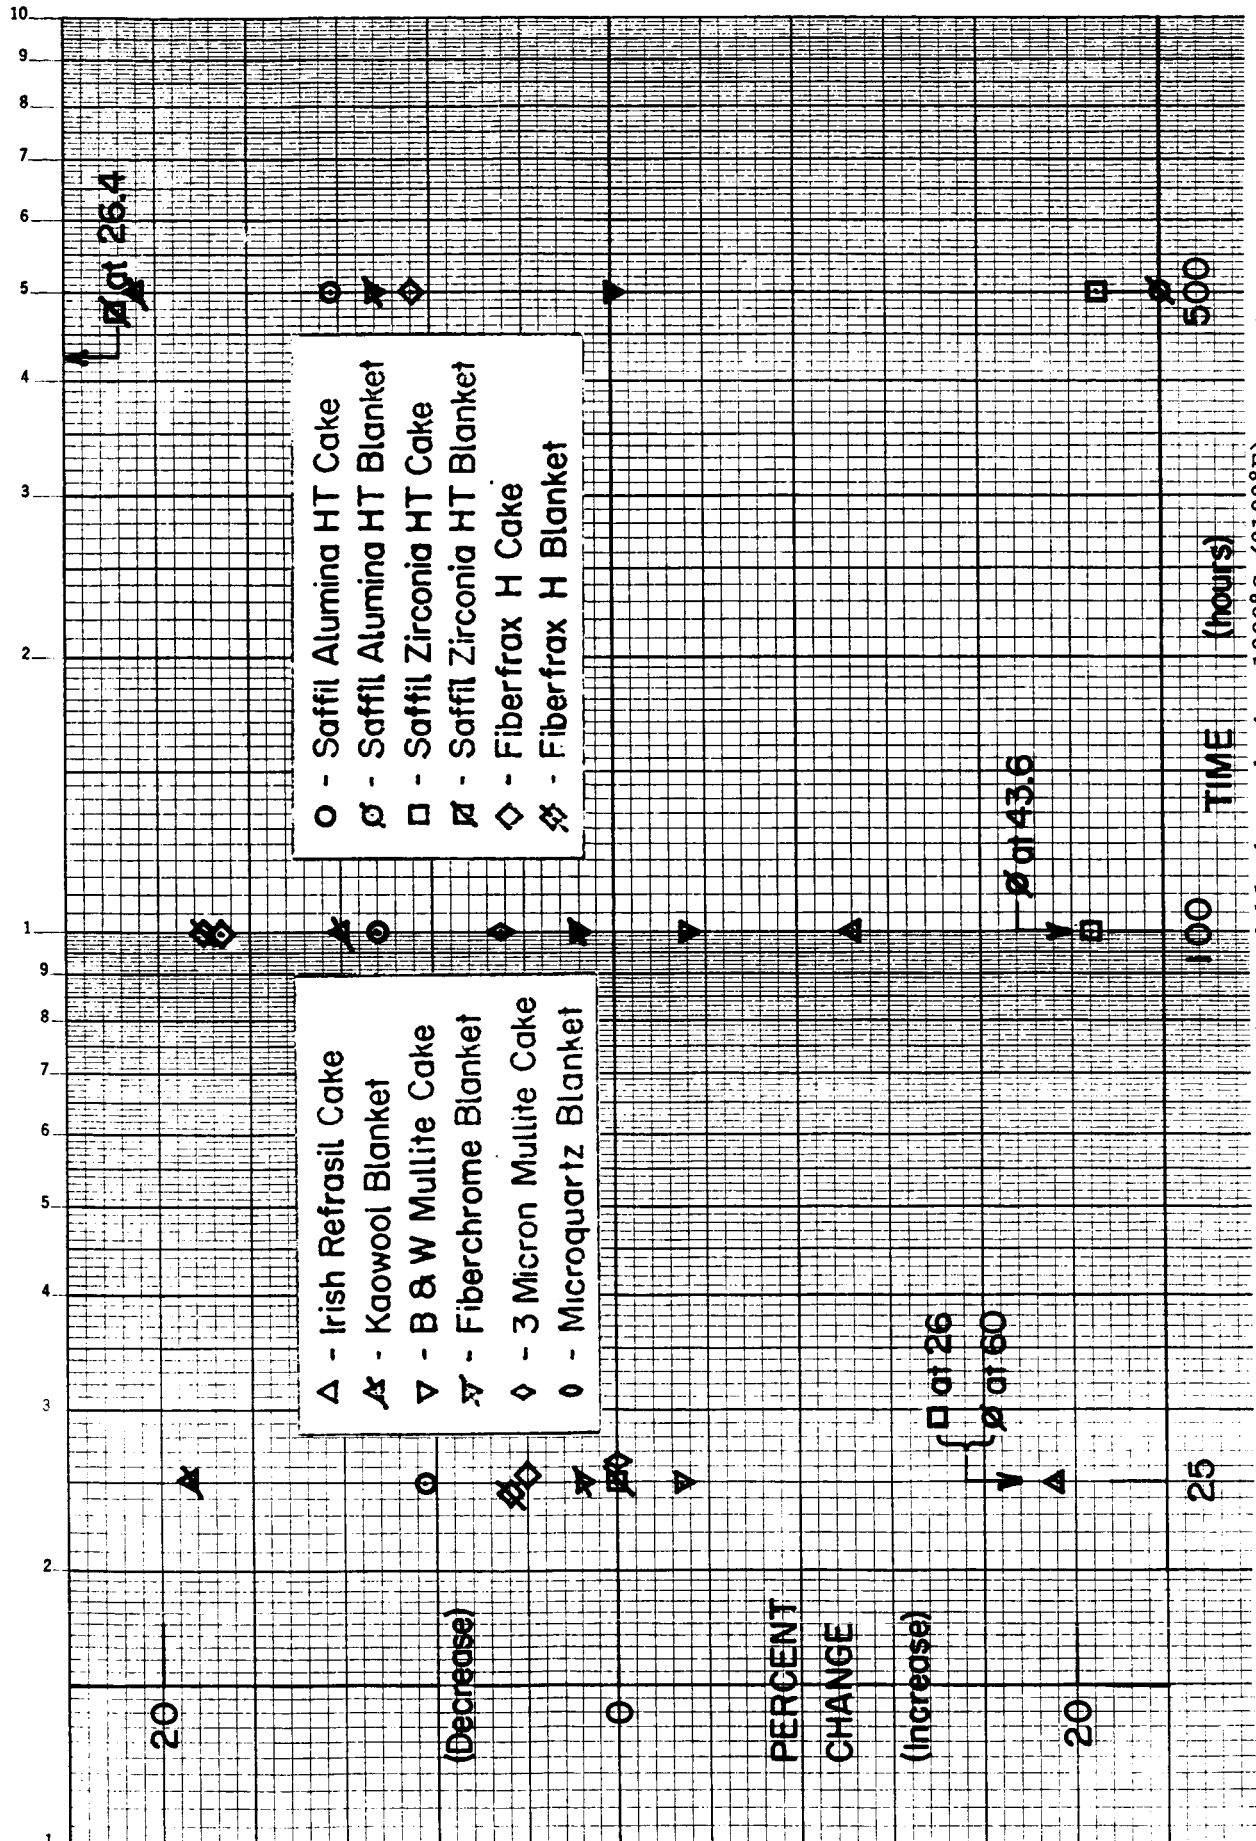 10
9
8
7
6
5
4
3
2
1
9
8
7
6
5
4
3
2
1
20
(Decrease)
0
PERCENT
CHANGE
(Increase)
20
at 26.4
O - Saffil Alumina HT Cake
Ø - Saffil Alumina HT Blanket
□ - Saffil Zirconia HT Cake
- Saffil Zirconia HT Blanket
◇ - Fiberfrax H Cake
- Fiberfrax H Blanket
△ - Irish Refrasil Cake
- Kaowool Blanket
▽ - B & W Mullite Cake
- Fiberchrome Blanket
◇ - 3 Micron Mullite Cake
0 - Microquartz Blanket
□ at 26
Ø at 60
Ø at 43.6
25
100
500
TIME (hours)